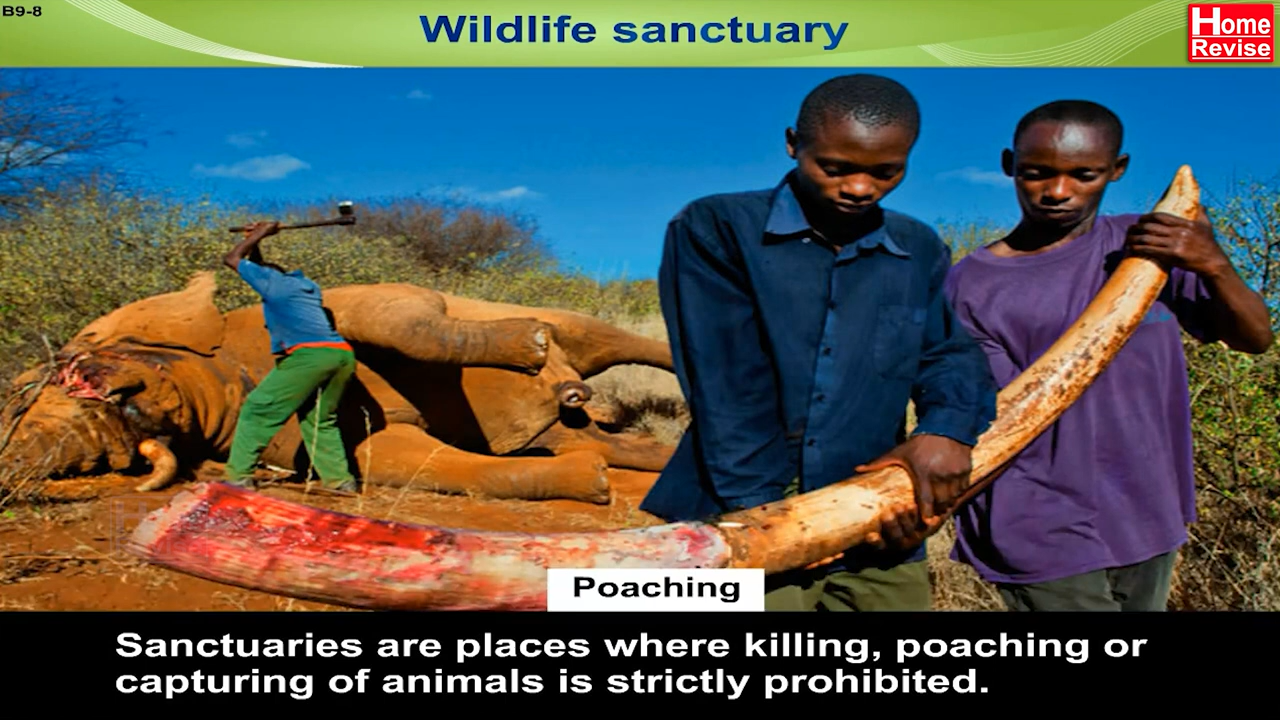 B9-8
Wildlife sanctuary
Home
Revise
Poaching
Sanctuaries are places where killing, poaching or
capturing of animals is strictly prohibited.